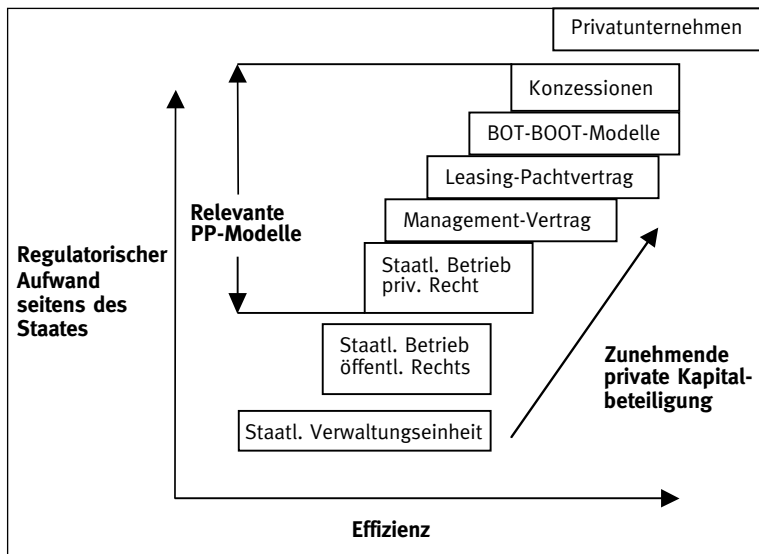 Privatunternehmen
Konzessionen
BOT-BOOT-Modelle
Leasing-Pachtvertrag
Relevante
PP-Modelle
Management-Vertrag
Regulatorischer
Aufwand
seitens des
Staates
Staatl. Betrieb
priv. Recht
Staatl. Betrieb
öffentl. Rechts
Zunehmende
private Kapital-
beteiligung
Staatl. Verwaltungseinheit
Effizienz